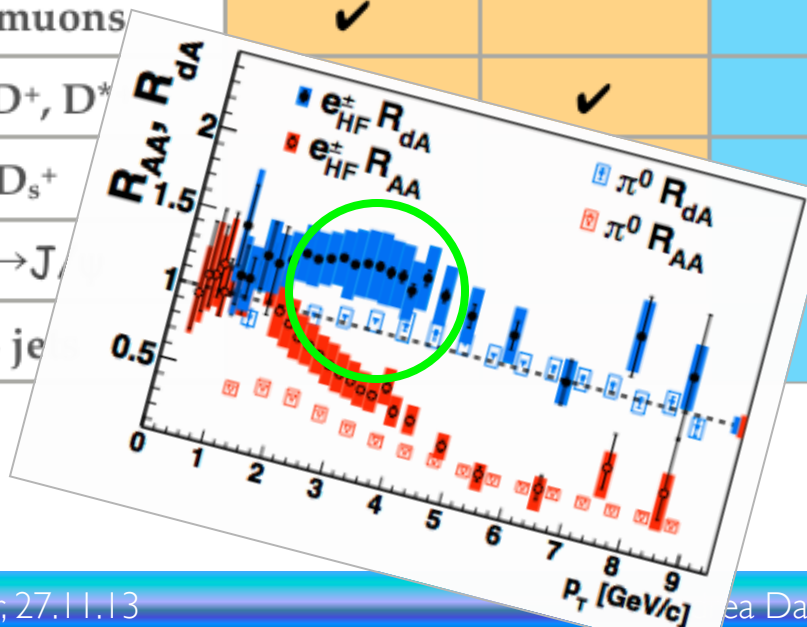 muons
✔
D⁺, D*
✔
Dₛ⁺
→J/
je
R_AA, R_dA
e±_HF R_dA
e±_HF R_AA
π⁰ R_dA
π⁰ R_AA
2
1.5
1
0.5
0 1 2 3 4 5 6 7 8 9
p_T [GeV/c]
; 27.11.13
ea Da